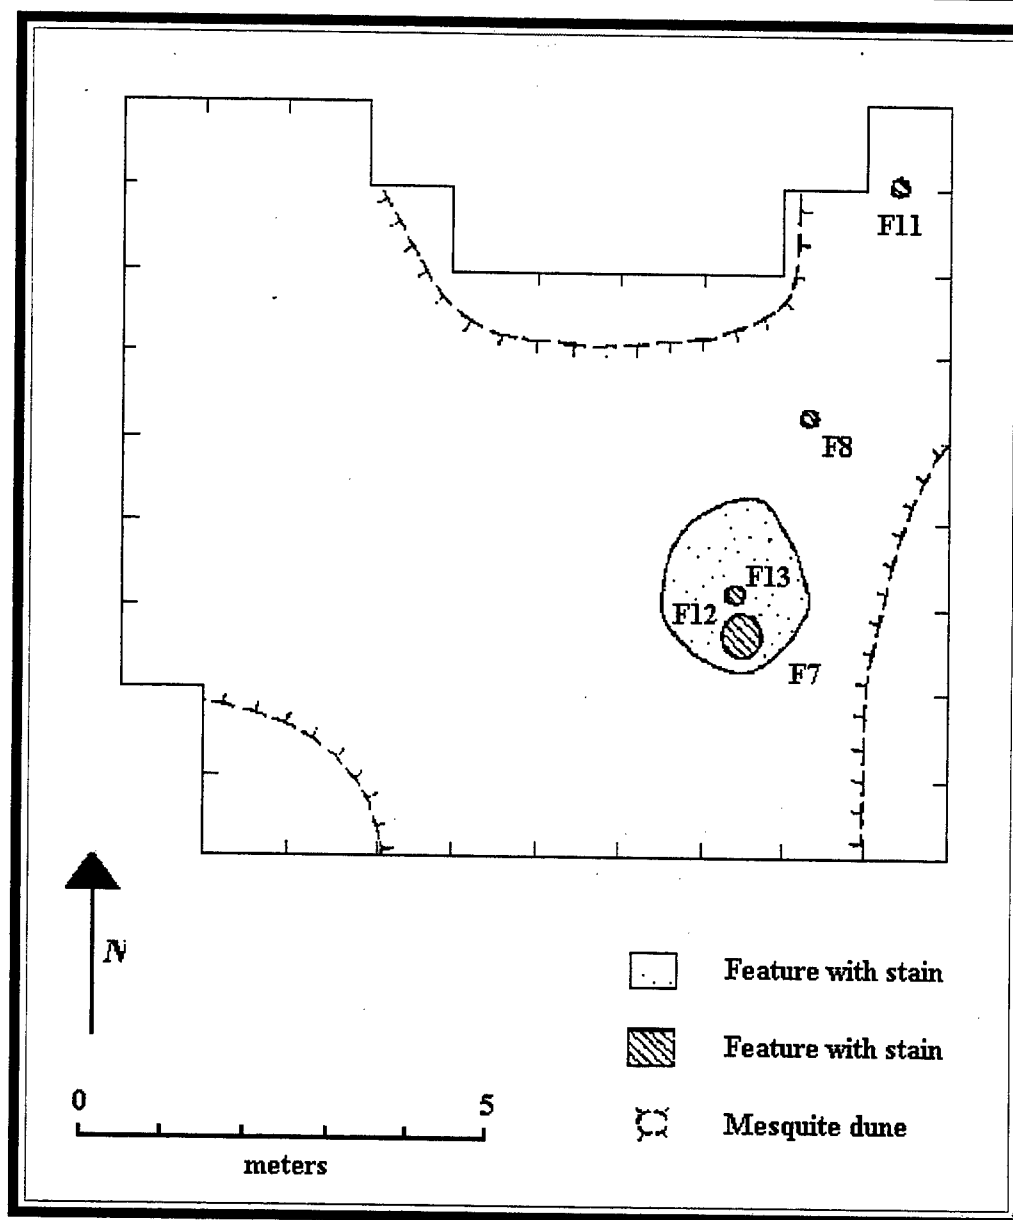 F11
F8
F13
F12
F7
N
Feature with stain
Feature with stain
0 5
Mesquite dune
meters